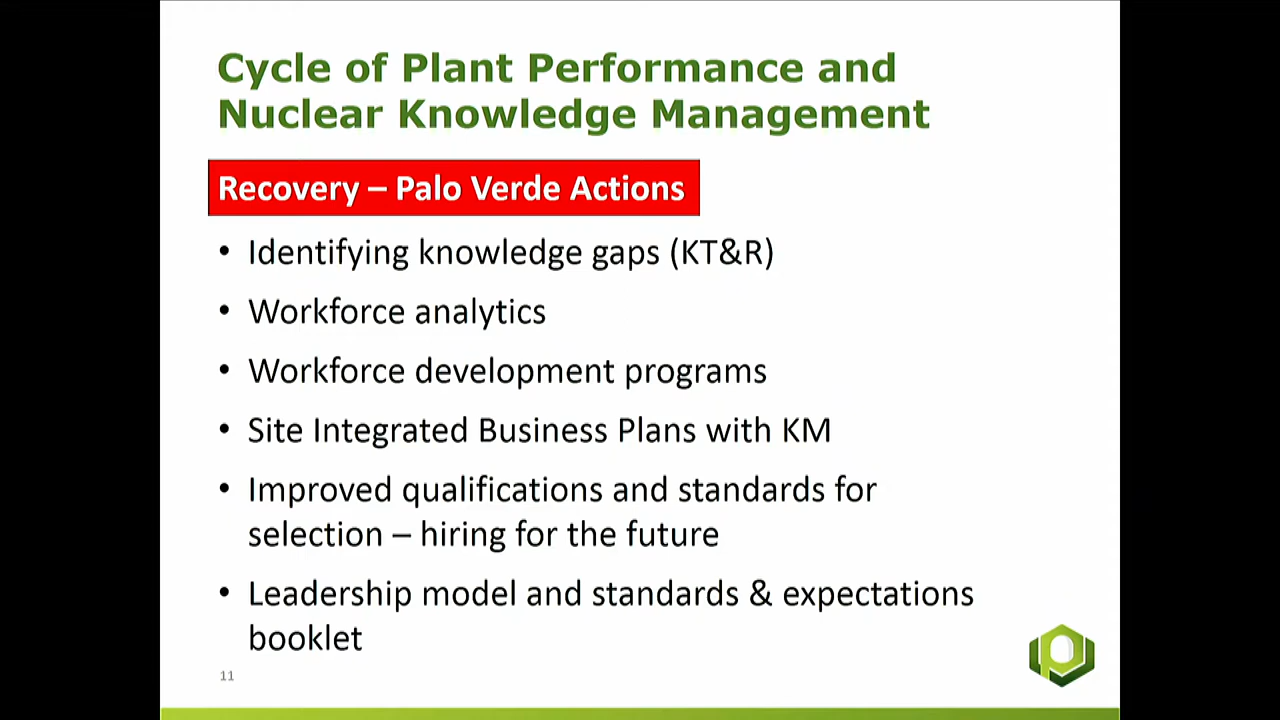 Cycle of Plant Performance and
Nuclear Knowledge Management
Recovery – Palo Verde Actions
• Identifying knowledge gaps (KT&R)
• Workforce analytics
• Workforce development programs
• Site Integrated Business Plans with KM
• Improved qualifications and standards for
selection – hiring for the future
• Leadership model and standards & expectations
booklet
11